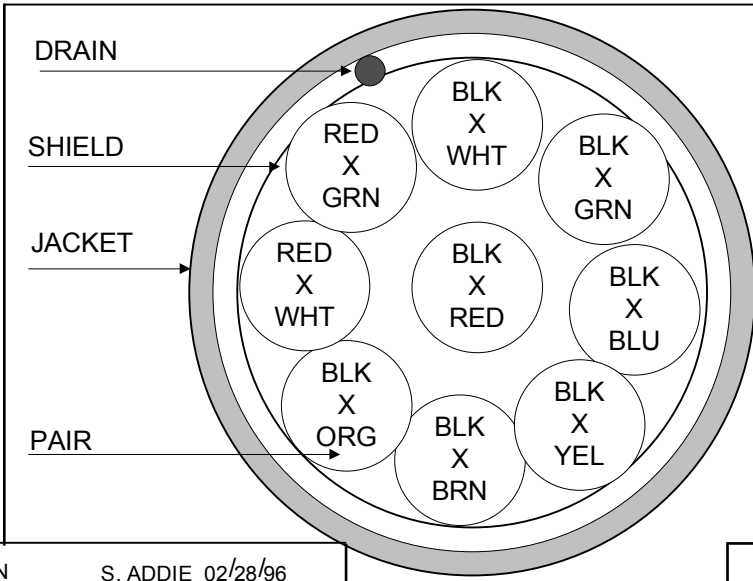 DRAIN
SHIELD
JACKET
PAIR
BLK
X
WHT
RED
X
GRN
BLK
X
GRN
RED
X
WHT
BLK
X
RED
BLK
X
BLU
BLK
X
ORG
BLK
X
BRN
BLK
X
YEL
N S. ADDIE 02/28/96